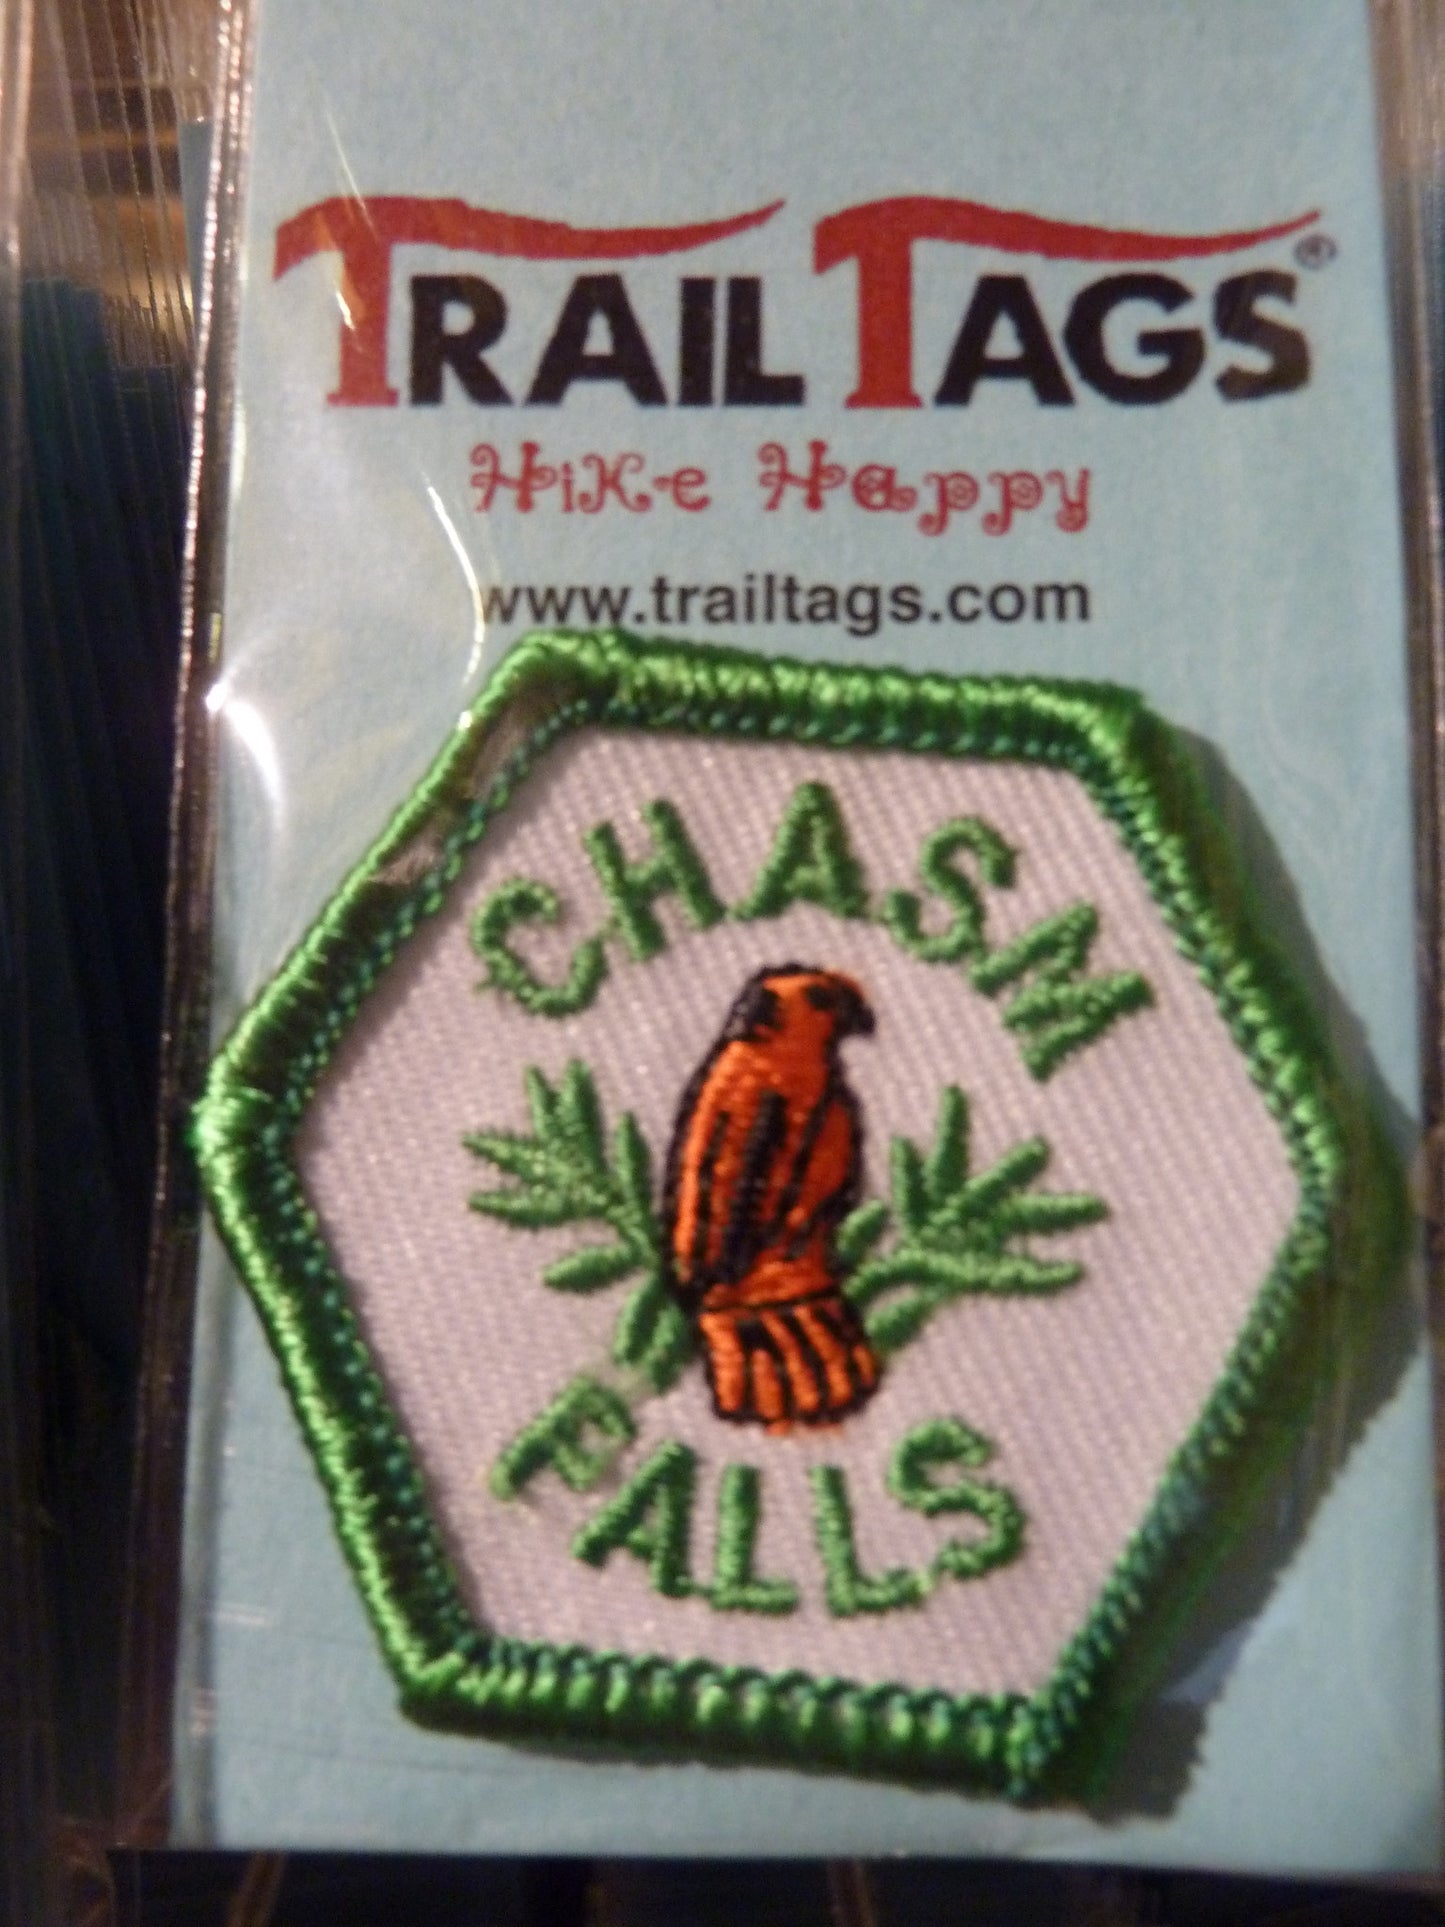 TRAIL TAGS®
Hike Happy
www.trailtags.com
CHASM
FALLS